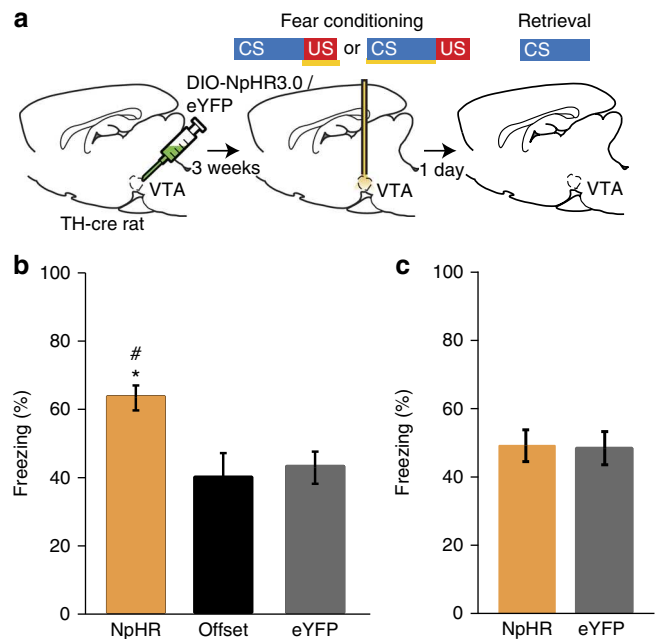 a
Fear conditioning
Retrieval
CS US or CS US
CS
DIO-NpHR3.0 /
eYFP
3 weeks
1 day
VTA
VTA
VTA
TH-cre rat
b
100
80
60
40
20
0
Freezing (%)
#
*
NpHR Offset eYFP
c
100
80
60
40
20
0
Freezing (%)
NpHR eYFP